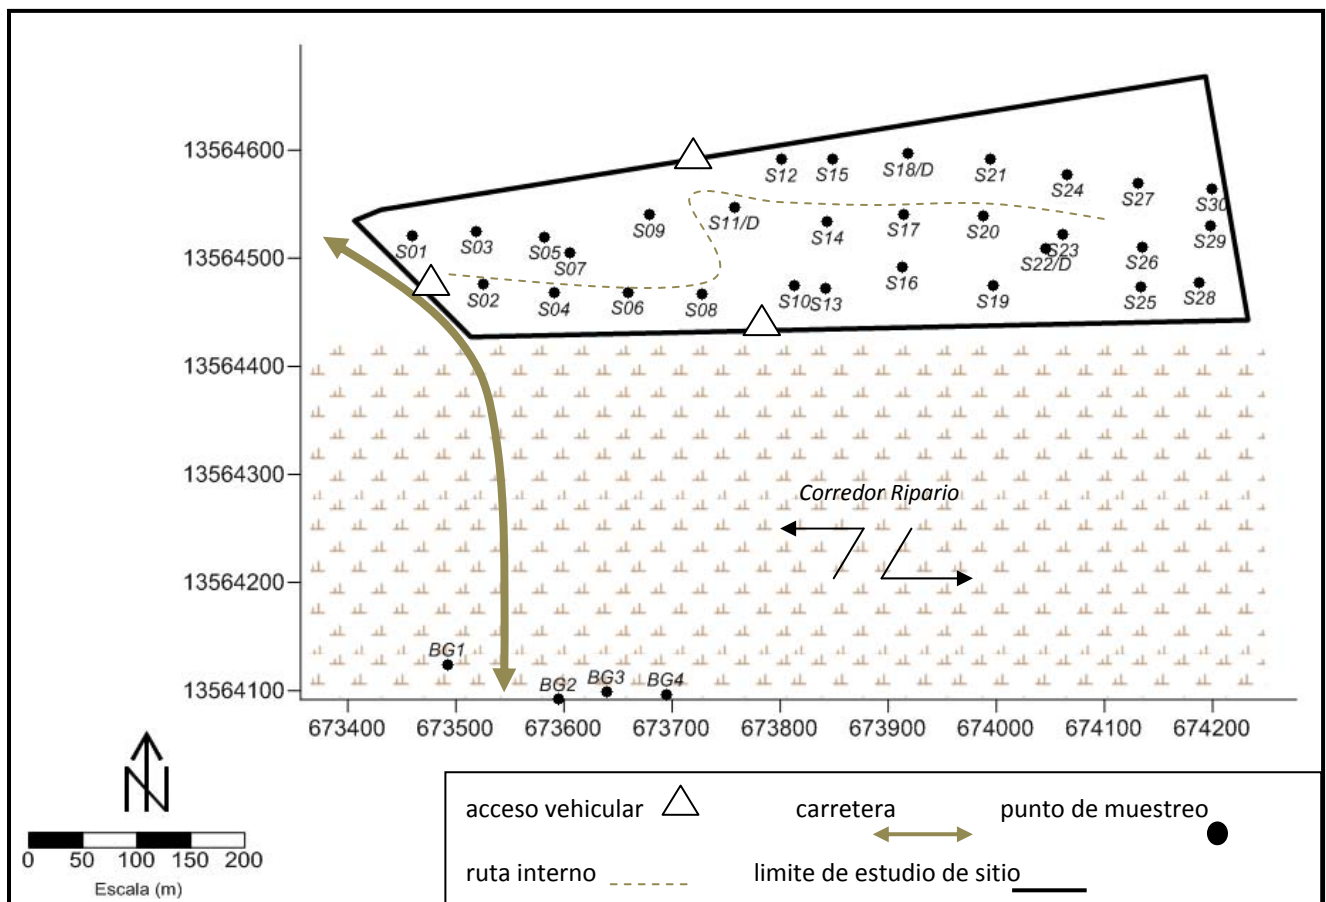 13564600
S12 S15 S18/D S21
S24 S27
S30
S01 S03 S05 S09 S11/D S14 S17 S20
S07 S23 S29
13564500
S22/D S26
S02 S04 S06 S08 S10 S13 S16 S19 S25 S28
13564400
13564300
Corredor Ripario
13564200
BG1
BG2 BG3 BG4
13564100
673400 673500 673600 673700 673800 673900 674000 674100 674200
N
0 50 100 150 200
Escala (m)
acceso vehicular carretera punto de muestreo
ruta interno limite de estudio de sitio